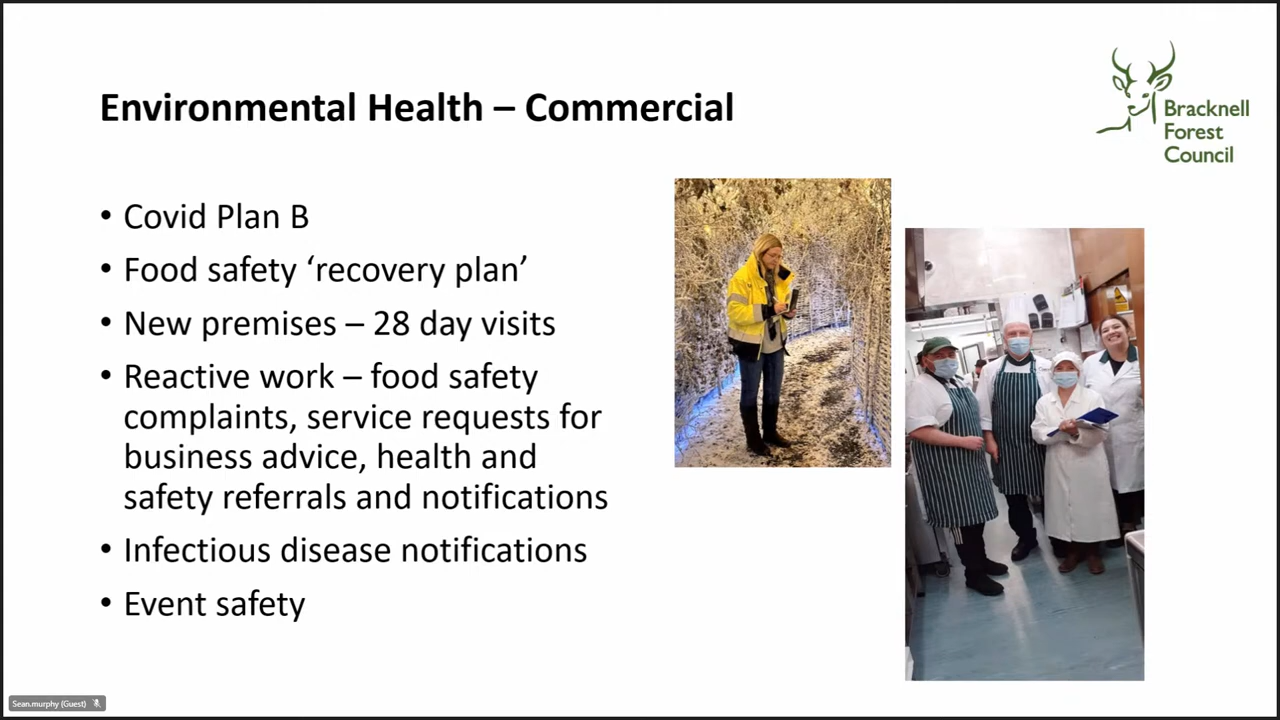 Environmental Health – Commercial
Bracknell
Forest
Council
• Covid Plan B
• Food safety ‘recovery plan’
• New premises – 28 day visits
• Reactive work – food safety
complaints, service requests for
business advice, health and
safety referrals and notifications
• Infectious disease notifications
• Event safety
Sean.murphy (Guest)